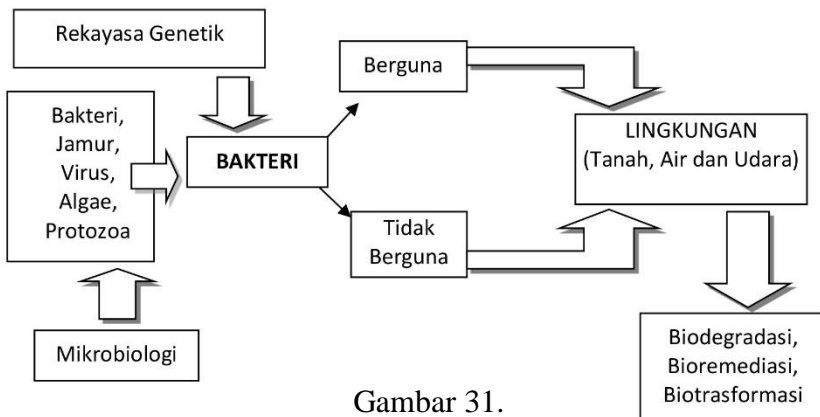 Rekayasa Genetik
Berguna
Bakteri,
Jamur,
Virus,
Algae,
Protozoa
BAKTERI
LINGKUNGAN
(Tanah, Air dan Udara)
Tidak
Berguna
Mikrobiologi
Biodegradasi,
Bioremediasi,
Biotrasformasi
Gambar 31.